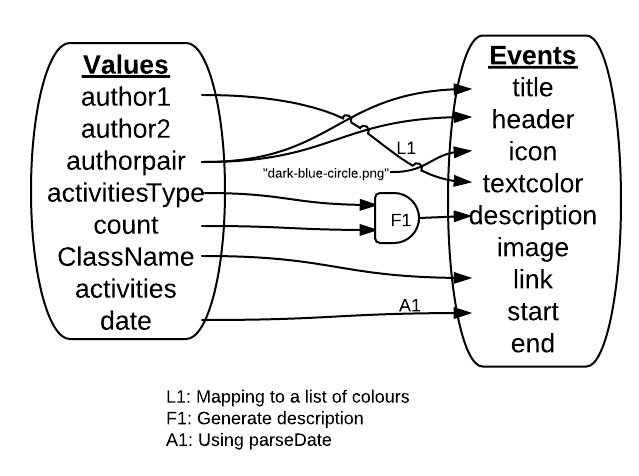 Values
author1
author2
authorpair
activitiesType
count
ClassName
activities
date
L1
"dark-blue-circle.png"
F1
A1
Events
title
header
icon
textcolor
description
image
link
start
end
L1: Mapping to a list of colours
F1: Generate description
A1: Using parseDate